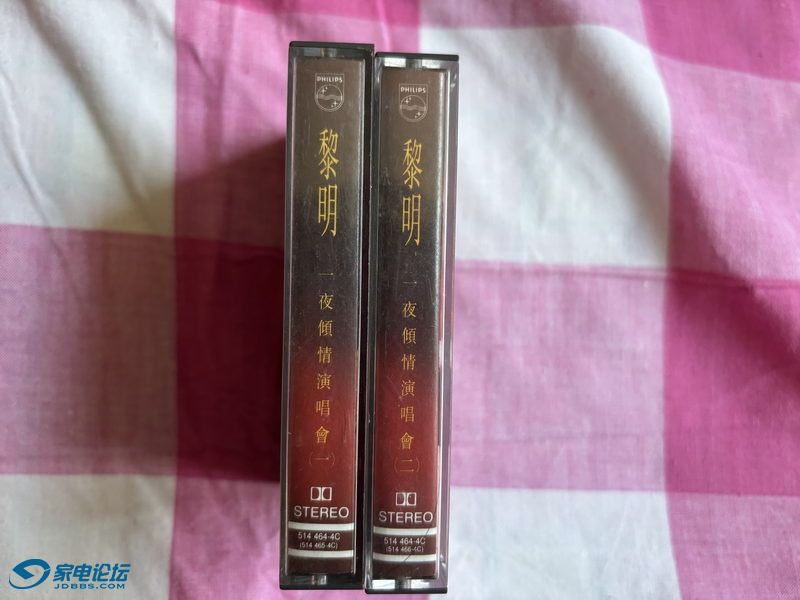 PHILIPS
黎明
一夜傾情演唱會(一)
STEREO
514 464-4C
(514 465-4C)
PHILIPS
黎明
一夜傾情演唱會(二)
STEREO
514 464-4C
(514 466-4C)
家电论坛
JDBBS.COM